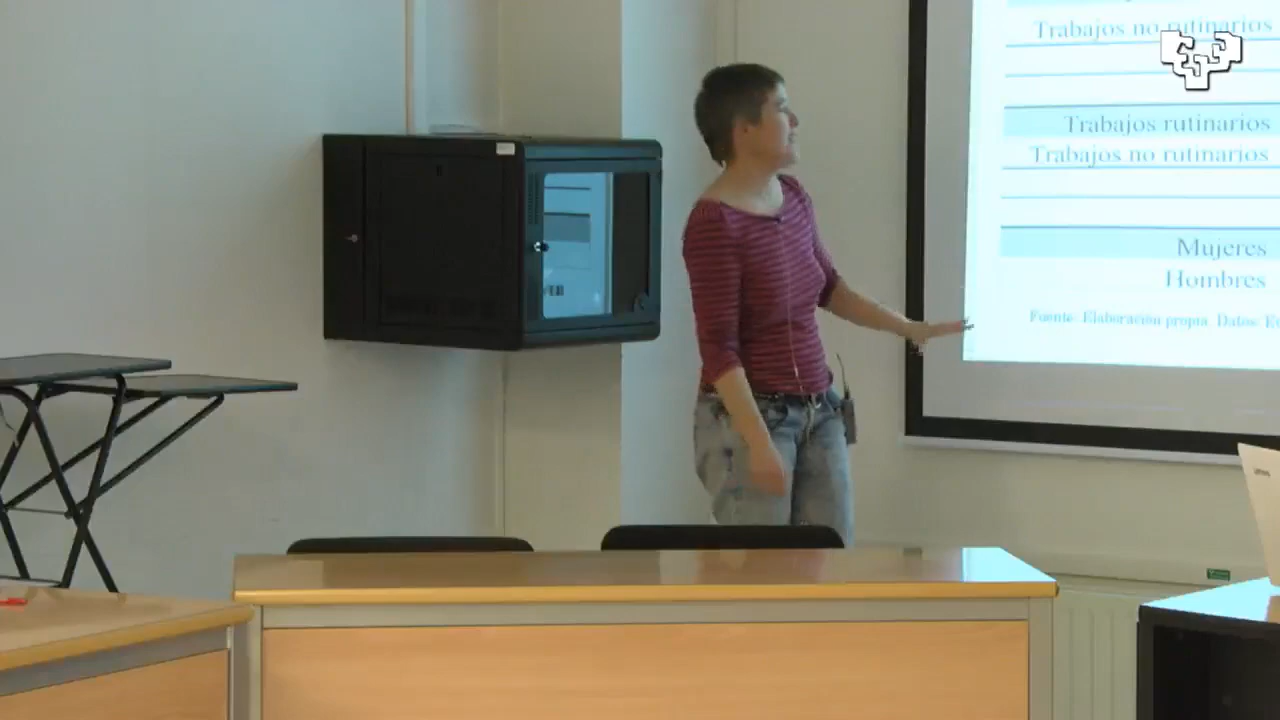 Trabajos no rutinarios
Trabajos rutinarios
Trabajos no rutinarios
Mujeres
Hombres
Fuente: Elaboración propia. Datos: